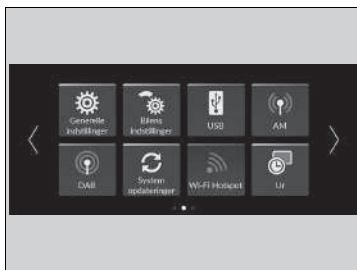 Generelle
indstillinger
Bilens
indstillinger
USB
AM
DAB
System
opdateringer
Wi-Fi Hotspot
Ur